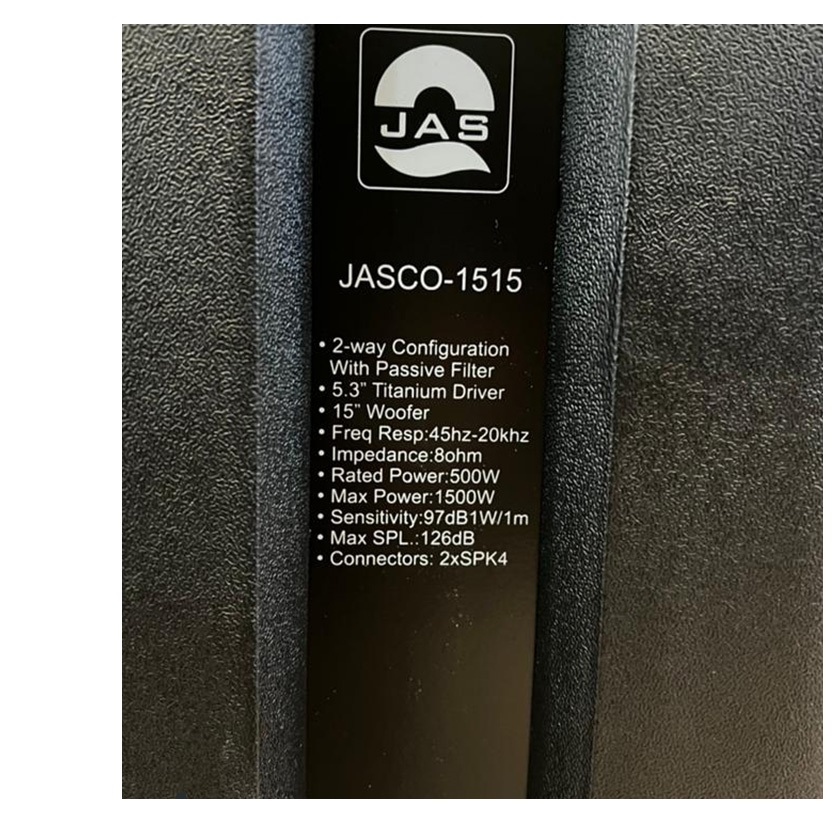 JAS
JASCO-1515
• 2-way Configuration
With Passive Filter
• 5.3" Titanium Driver
• 15" Woofer
• Freq Resp:45hz-20khz
• Impedance:8ohm
• Rated Power:500W
• Max Power:1500W
• Sensitivity:97dB1W/1m
• Max SPL.:126dB
• Connectors: 2xSPK4